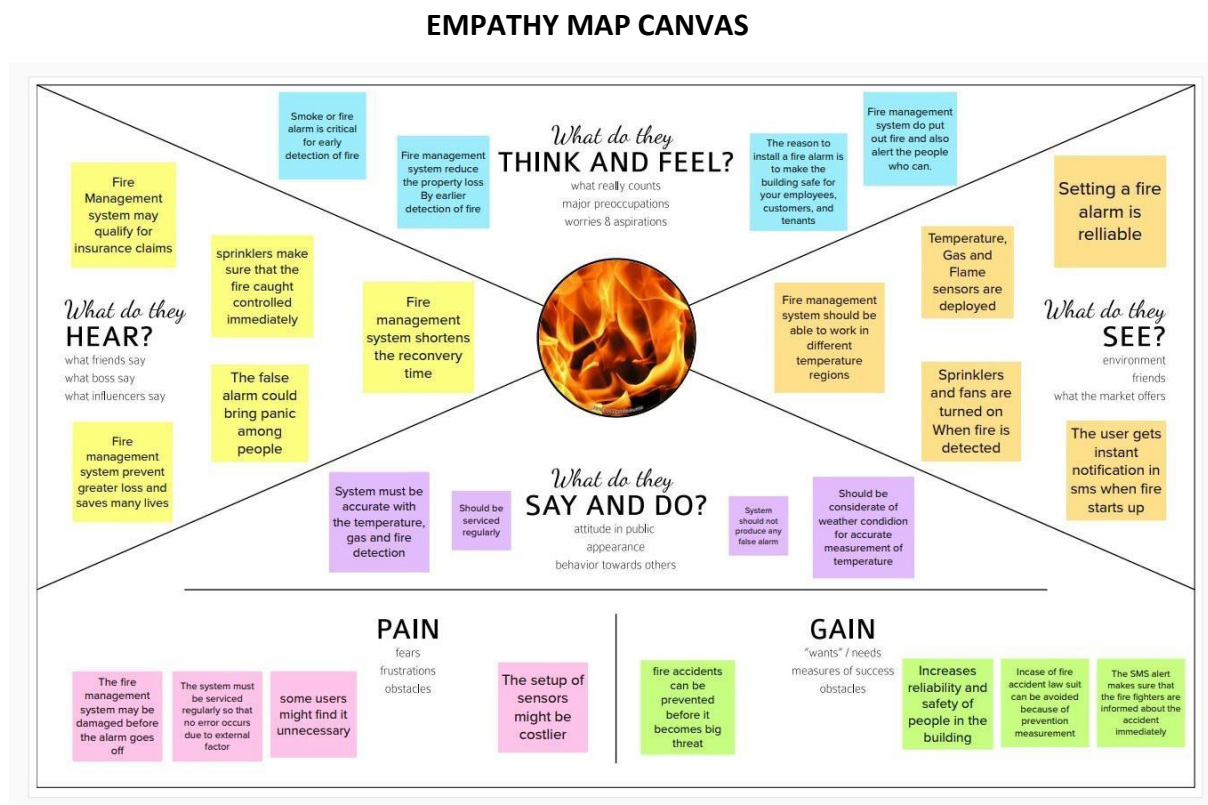 EMPATHY MAP CANVAS
What do they
THINK AND FEEL?
what really counts
major preoccupations
worries & aspirations
Smoke or fire
alarm is critical
for early
detection of fire
Fire management
system reduce
the property loss
By earlier
detection of fire
The reason to
install a fire alarm is
to make the
building safe for
your employees,
customers, and
tenants
Fire management
system do put
out fire and also
alert the people
who can.
What do they
HEAR?
what friends say
what boss say
what influencers say
Fire
Management
system may
qualify for
insurance claims
sprinklers make
sure that the
fire caught
controlled
immediately
Fire
management
system shortens
the reconvery
time
The false
alarm could
bring panic
among
people
Fire
management
system prevent
greater loss and
saves many lives
What do they
SEE?
environment
friends
what the market offers
Setting a fire
alarm is
relliable
Temperature,
Gas and
Flame
sensors are
deployed
Fire management
system should be
able to work in
different
temperature
regions
Sprinklers
and fans are
turned on
When fire is
detected
The user gets
instant
notification in
sms when fire
starts up
What do they
SAY AND DO?
attitude in public
appearance
behavior towards others
System must be
accurate with
the temperature,
gas and fire
detection
Should be
serviced
regularly
System
should not
produce any
false alarm
Should be
considerate of
weather condidion
for accurate
measurement of
temperature
PAIN
fears
frustrations
obstacles
The fire
management
system may be
damaged before
the alarm goes
off
The system must
be serviced
regularly so that
no error occurs
due to external
factor
some users
might find it
unnecessary
The setup of
sensors
might be
costlier
GAIN
"wants" / needs
measures of success
obstacles
fire accidents
can be
prevented
before it
becomes big
threat
Increases
reliability and
safety of
people in the
building
Incase of fire
accident law suit
can be avoided
because of
prevention
measurement
The SMS alert
makes sure that
the fire fighters are
informed about the
accident
immediately